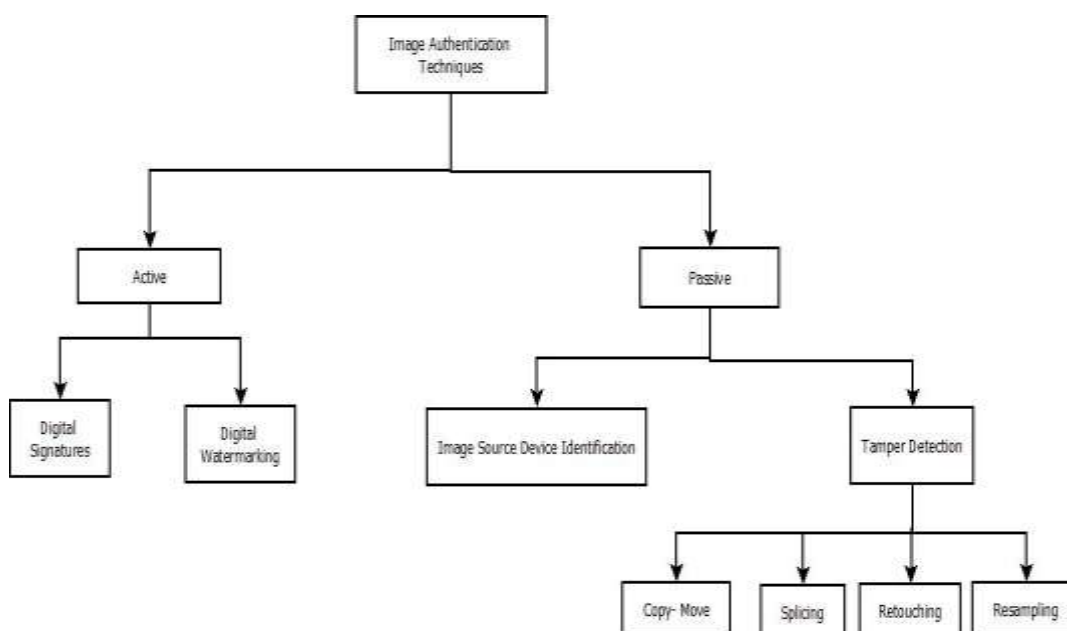 Image Authentication
Techniques
Active
Passive
Digital
Signatures
Digital
Watermarking
Image Source Device Identification
Tamper Detection
Copy- Move
Splicing
Retouching
Resampling